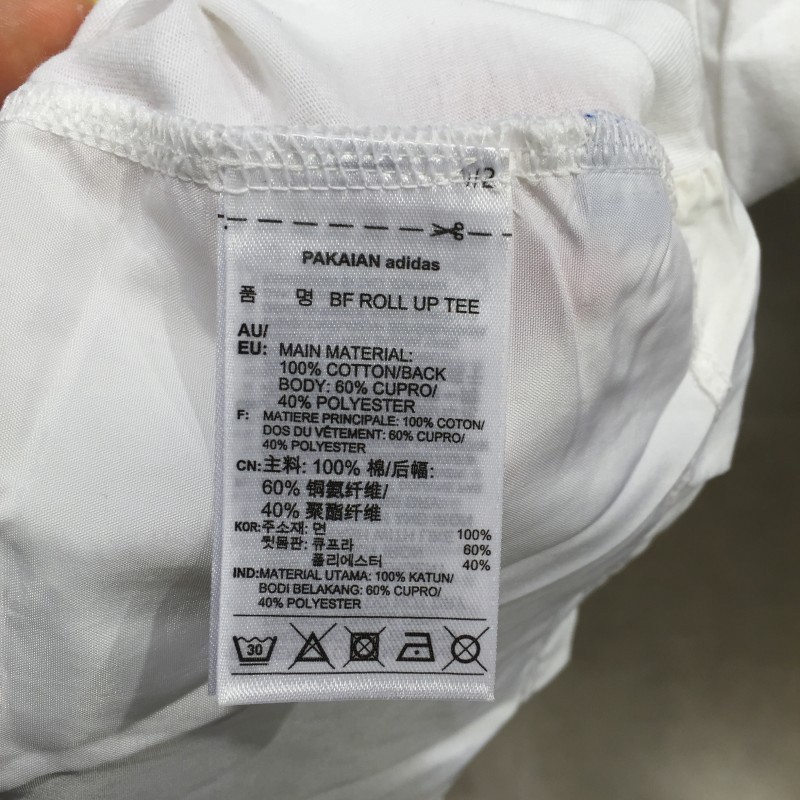 W2
PAKAIAN adidas
품 명 BF ROLL UP TEE
AU/
EU: MAIN MATERIAL:
100% COTTON/BACK
BODY: 60% CUPRO/
40% POLYESTER
F: MATIERE PRINCIPALE: 100% COTON/
DOS DU VÊTEMENT: 60% CUPRO/
40% POLYESTER
CN:主料: 100% 棉/后幅:
60% 铜氨纤维/
40% 聚酯纤维
KOR:주소재: 면 100%
뒷몸판: 큐프라 60%
폴리에스터 40%
IND:MATERIAL UTAMA: 100% KATUN/
BODI BELAKANG: 60% CUPRO/
40% POLYESTER
30